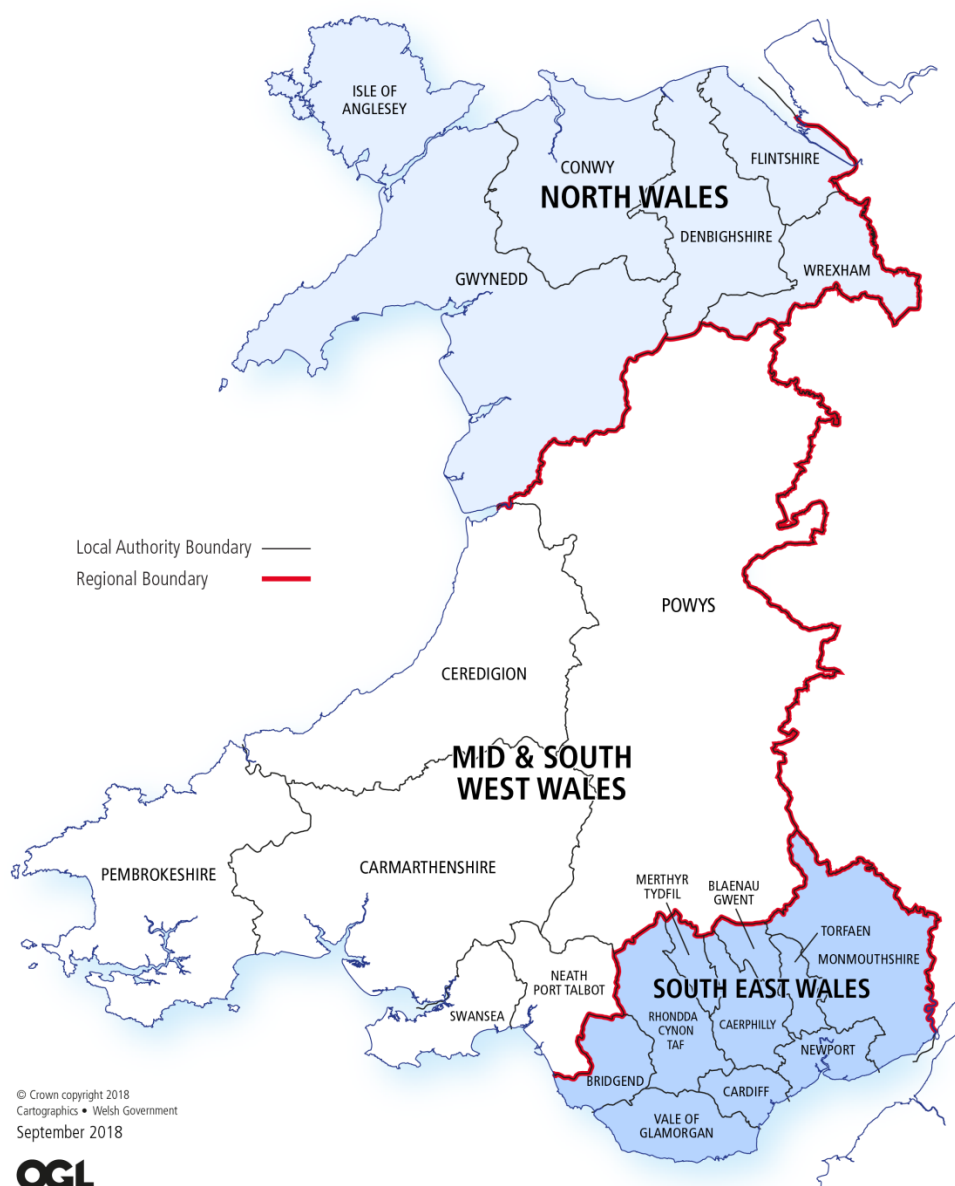 ISLE OF
ANGLESEY
CONWY
FLINTSHIRE
NORTH WALES
DENBIGHSHIRE
WREXHAM
GWYNEDD
Local Authority Boundary
Regional Boundary
POWYS
CEREDIGION
MID & SOUTH
WEST WALES
PEMBROKESHIRE
CARMARTHENSHIRE
MERTHYR
TYDFIL
BLAENAU
GWENT
TORFAEN
MONMOUTHSHIRE
NEATH
PORT TALBOT
SOUTH EAST WALES
SWANSEA
RHONDDA
CYNON
TAF
CAERPHILLY
NEWPORT
BRIDGEND
CARDIFF
VALE OF
GLAMORGAN
© Crown copyright 2018
Cartographics • Welsh Government
September 2018
OGL